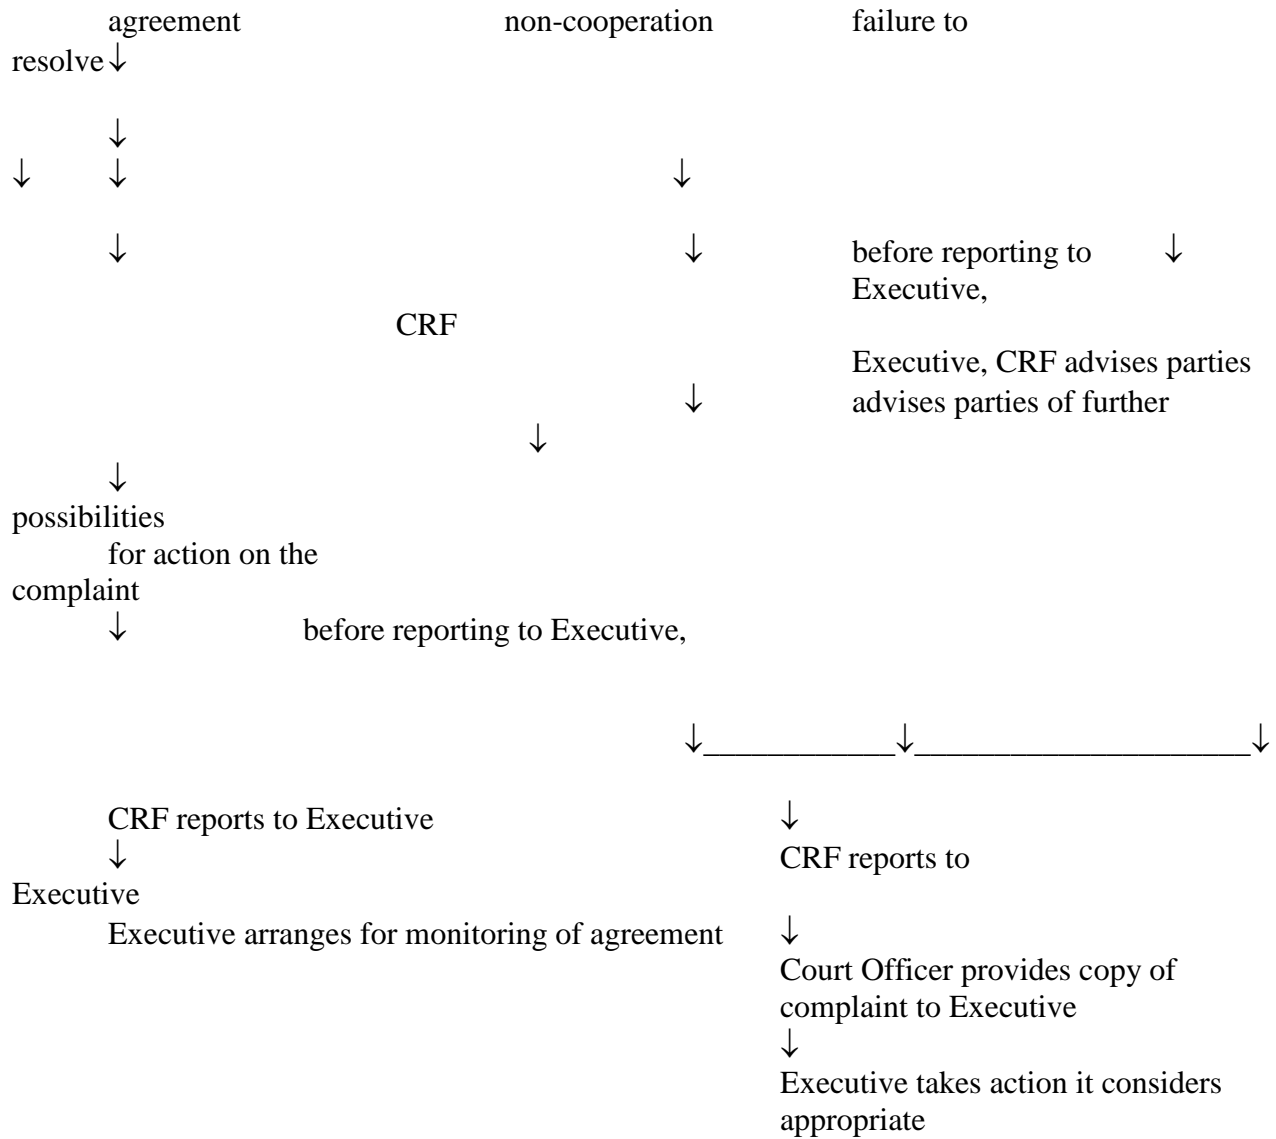 agreement non-cooperation failure to
resolve ↓
↓
↓ ↓ ↓
↓ ↓ before reporting to ↓
Executive,
CRF
Executive, CRF advises parties
↓ advises parties of further
↓
↓
possibilities
for action on the
complaint
↓ before reporting to Executive,
↓____________↓_____________________↓
CRF reports to Executive ↓
↓ CRF reports to
Executive
Executive arranges for monitoring of agreement ↓
Court Officer provides copy of
complaint to Executive
↓
Executive takes action it considers
appropriate